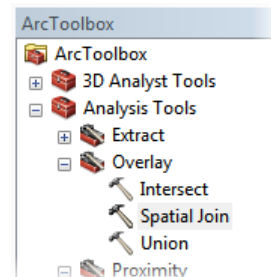 ArcToolbox
ArcToolbox
3D Analyst Tools
Analysis Tools
Extract
Overlay
Intersect
Spatial Join
Union
Proximity